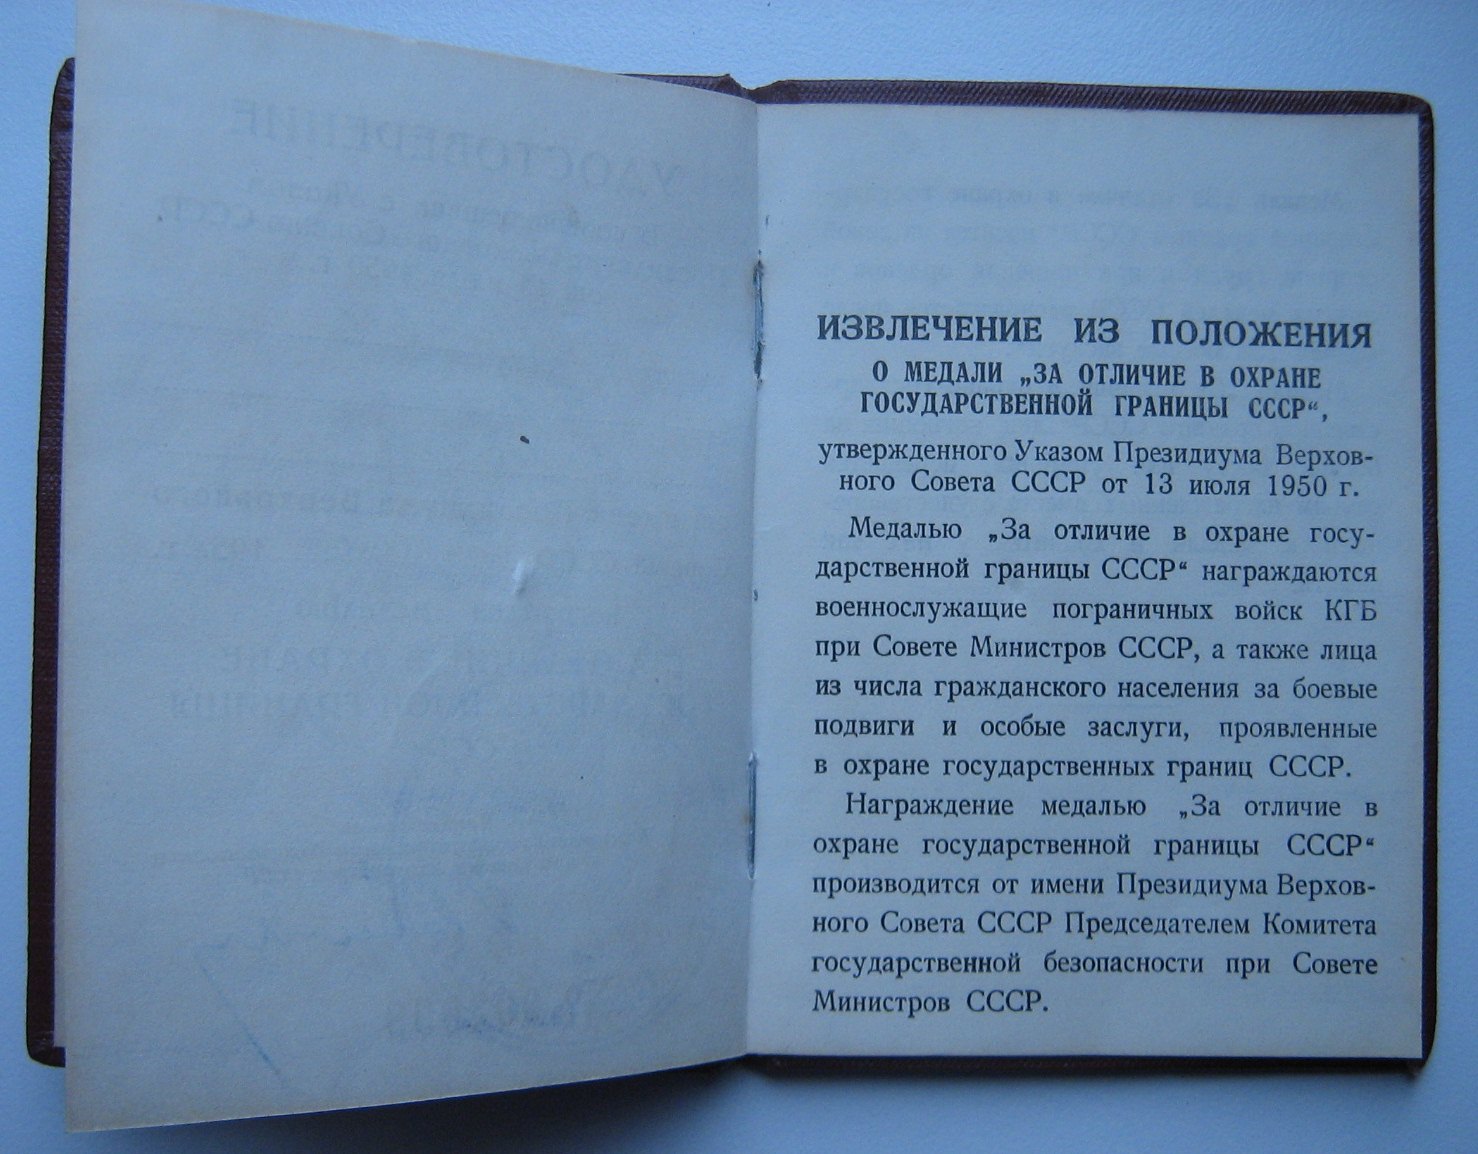 ИЗВЛЕЧЕНИЕ ИЗ ПОЛОЖЕНИЯ
О МЕДАЛИ „ЗА ОТЛИЧИЕ В ОХРАНЕ
ГОСУДАРСТВЕННОЙ ГРАНИЦЫ СССР“,
утвержденного Указом Президиума Верхов-
ного Совета СССР от 13 июля 1950 г.
Медалью „За отличие в охране госу-
дарственной границы СССР“ награждаются
военнослужащие пограничных войск КГБ
при Совете Министров СССР, а также лица
из числа гражданского населения за боевые
подвиги и особые заслуги, проявленные
в охране государственных границ СССР.
Награждение медалью „За отличие в
охране государственной границы СССР“
производится от имени Президиума Верхов-
ного Совета СССР Председателем Комитета
государственной безопасности при Совете
Министров СССР.